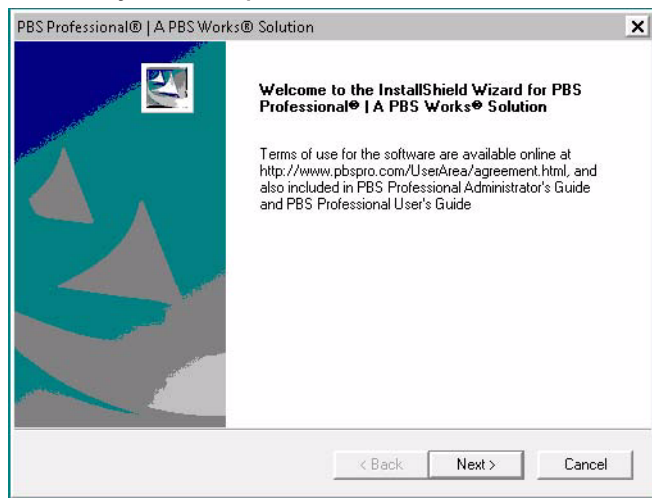 PBS Professional® | A PBS Works® Solution
Welcome to the InstallShield Wizard for PBS
Professional® | A PBS Works® Solution
Terms of use for the software are available online at
http://www.pbspro.com/UserArea/agreement.html, and
also included in PBS Professional Administrator's Guide
and PBS Professional User's Guide
< Back
Next >
Cancel